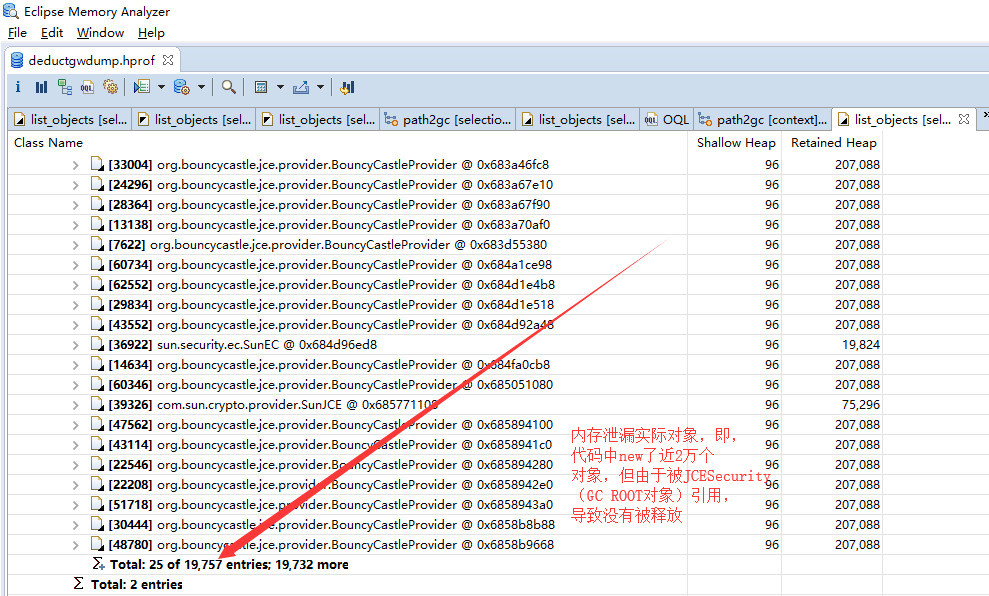 Eclipse Memory Analyzer
File Edit Window Help
deductgwdump.hprof
list_objects [sel... list_objects [sel... list_objects [sel... path2gc [selectio... list_objects [sel... OQL path2gc [context]... list_objects [sel...
Class Name Shallow Heap Retained Heap
[33004] org.bouncycastle.jce.provider.BouncyCastleProvider @ 0x683a46fc8 96 207,088
[24296] org.bouncycastle.jce.provider.BouncyCastleProvider @ 0x683a67e10 96 207,088
[28364] org.bouncycastle.jce.provider.BouncyCastleProvider @ 0x683a67f90 96 207,088
[13138] org.bouncycastle.jce.provider.BouncyCastleProvider @ 0x683a70af0 96 207,088
[7622] org.bouncycastle.jce.provider.BouncyCastleProvider @ 0x683d55380 96 207,088
[60734] org.bouncycastle.jce.provider.BouncyCastleProvider @ 0x684a1ce98 96 207,088
[62552] org.bouncycastle.jce.provider.BouncyCastleProvider @ 0x684d1e4b8 96 207,088
[29834] org.bouncycastle.jce.provider.BouncyCastleProvider @ 0x684d1e518 96 207,088
[43552] org.bouncycastle.jce.provider.BouncyCastleProvider @ 0x684d92a48 96 207,088
[36922] sun.security.ec.SunEC @ 0x684d96ed8 96 19,824
[14634] org.bouncycastle.jce.provider.BouncyCastleProvider @ 0x684fa0cb8 96 207,088
[60346] org.bouncycastle.jce.provider.BouncyCastleProvider @ 0x685051080 96 207,088
[39326] com.sun.crypto.provider.SunJCE @ 0x685771108 96 75,296
[47562] org.bouncycastle.jce.provider.BouncyCastleProvider @ 0x685894100 96 207,088
[43114] org.bouncycastle.jce.provider.BouncyCastleProvider @ 0x6858941c0 96 207,088
[22546] org.bouncycastle.jce.provider.BouncyCastleProvider @ 0x685894280 96 207,088
[22208] org.bouncycastle.jce.provider.BouncyCastleProvider @ 0x6858942e0 96 207,088
[51718] org.bouncycastle.jce.provider.BouncyCastleProvider @ 0x6858943a0 96 207,088
[30444] org.bouncycastle.jce.provider.BouncyCastleProvider @ 0x6858b8b88 96 207,088
[48780] org.bouncycastle.jce.provider.BouncyCastleProvider @ 0x6858b9668 96 207,088
Total: 25 of 19,757 entries; 19,732 more
Total: 2 entries
内存泄漏实际对象，即，
代码中new了近2万个
对象，但由于被JCESecurity
（GC ROOT对象）引用，
导致没有被释放